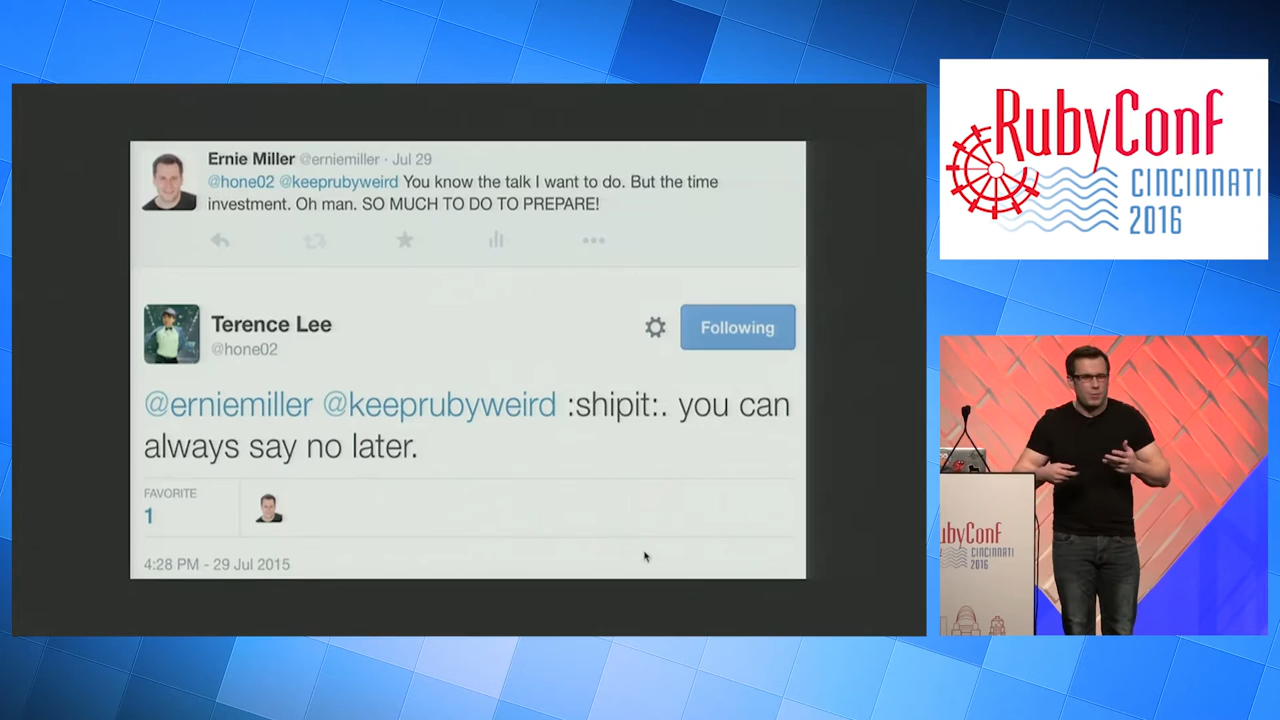 Ernie Miller @erniemiller · Jul 29
@hone02 @keeprubyweird You know the talk I want to do. But the time
investment. Oh man. SO MUCH TO DO TO PREPARE!
Terence Lee
@hone02
Following
@erniemiller @keeprubyweird :shipit:. you can
always say no later.
FAVORITE
1
4:28 PM - 29 Jul 2015
RubyConf
CINCINNATI
2016
ubyConf
CINCINNATI
2016